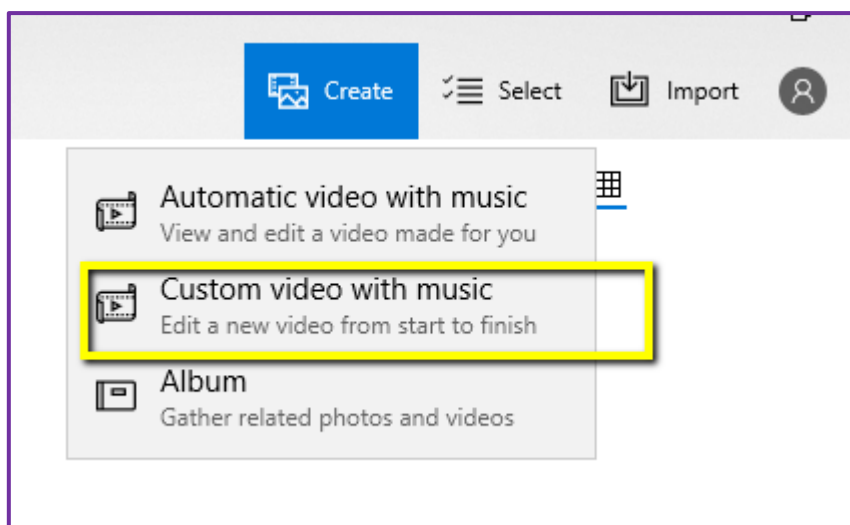 Create
Select
Import
Automatic video with music
View and edit a video made for you
Custom video with music
Edit a new video from start to finish
Album
Gather related photos and videos